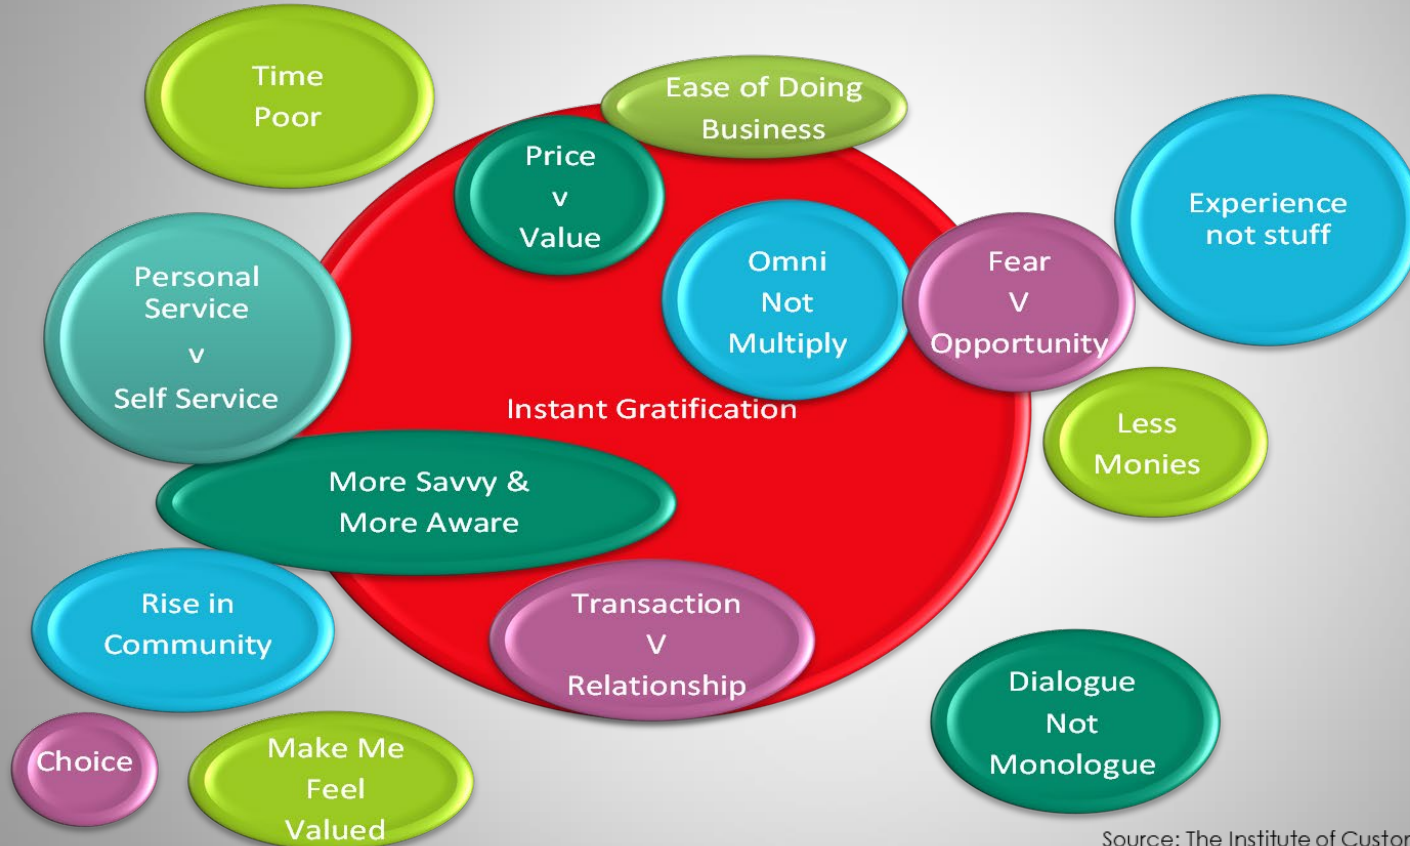 Time
Poor
Ease of Doing
Business
Price
v
Value
Experience
not stuff
Personal
Service
v
Self Service
Omni
Not
Multiply
Fear
V
Opportunity
Instant Gratification
Less
Monies
More Savvy &
More Aware
Rise in
Community
Transaction
V
Relationship
Dialogue
Not
Monologue
Choice
Make Me
Feel
Valued
Source: The Institute of